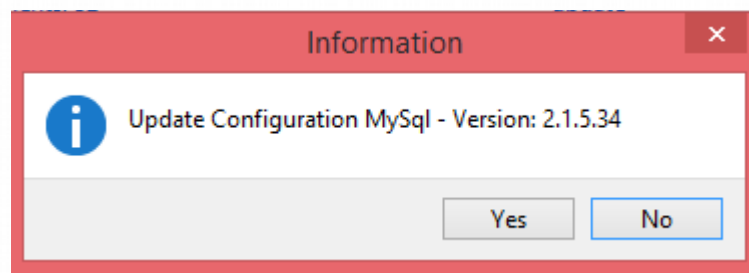 Information
Update Configuration MySql - Version: 2.1.5.34
Yes
No